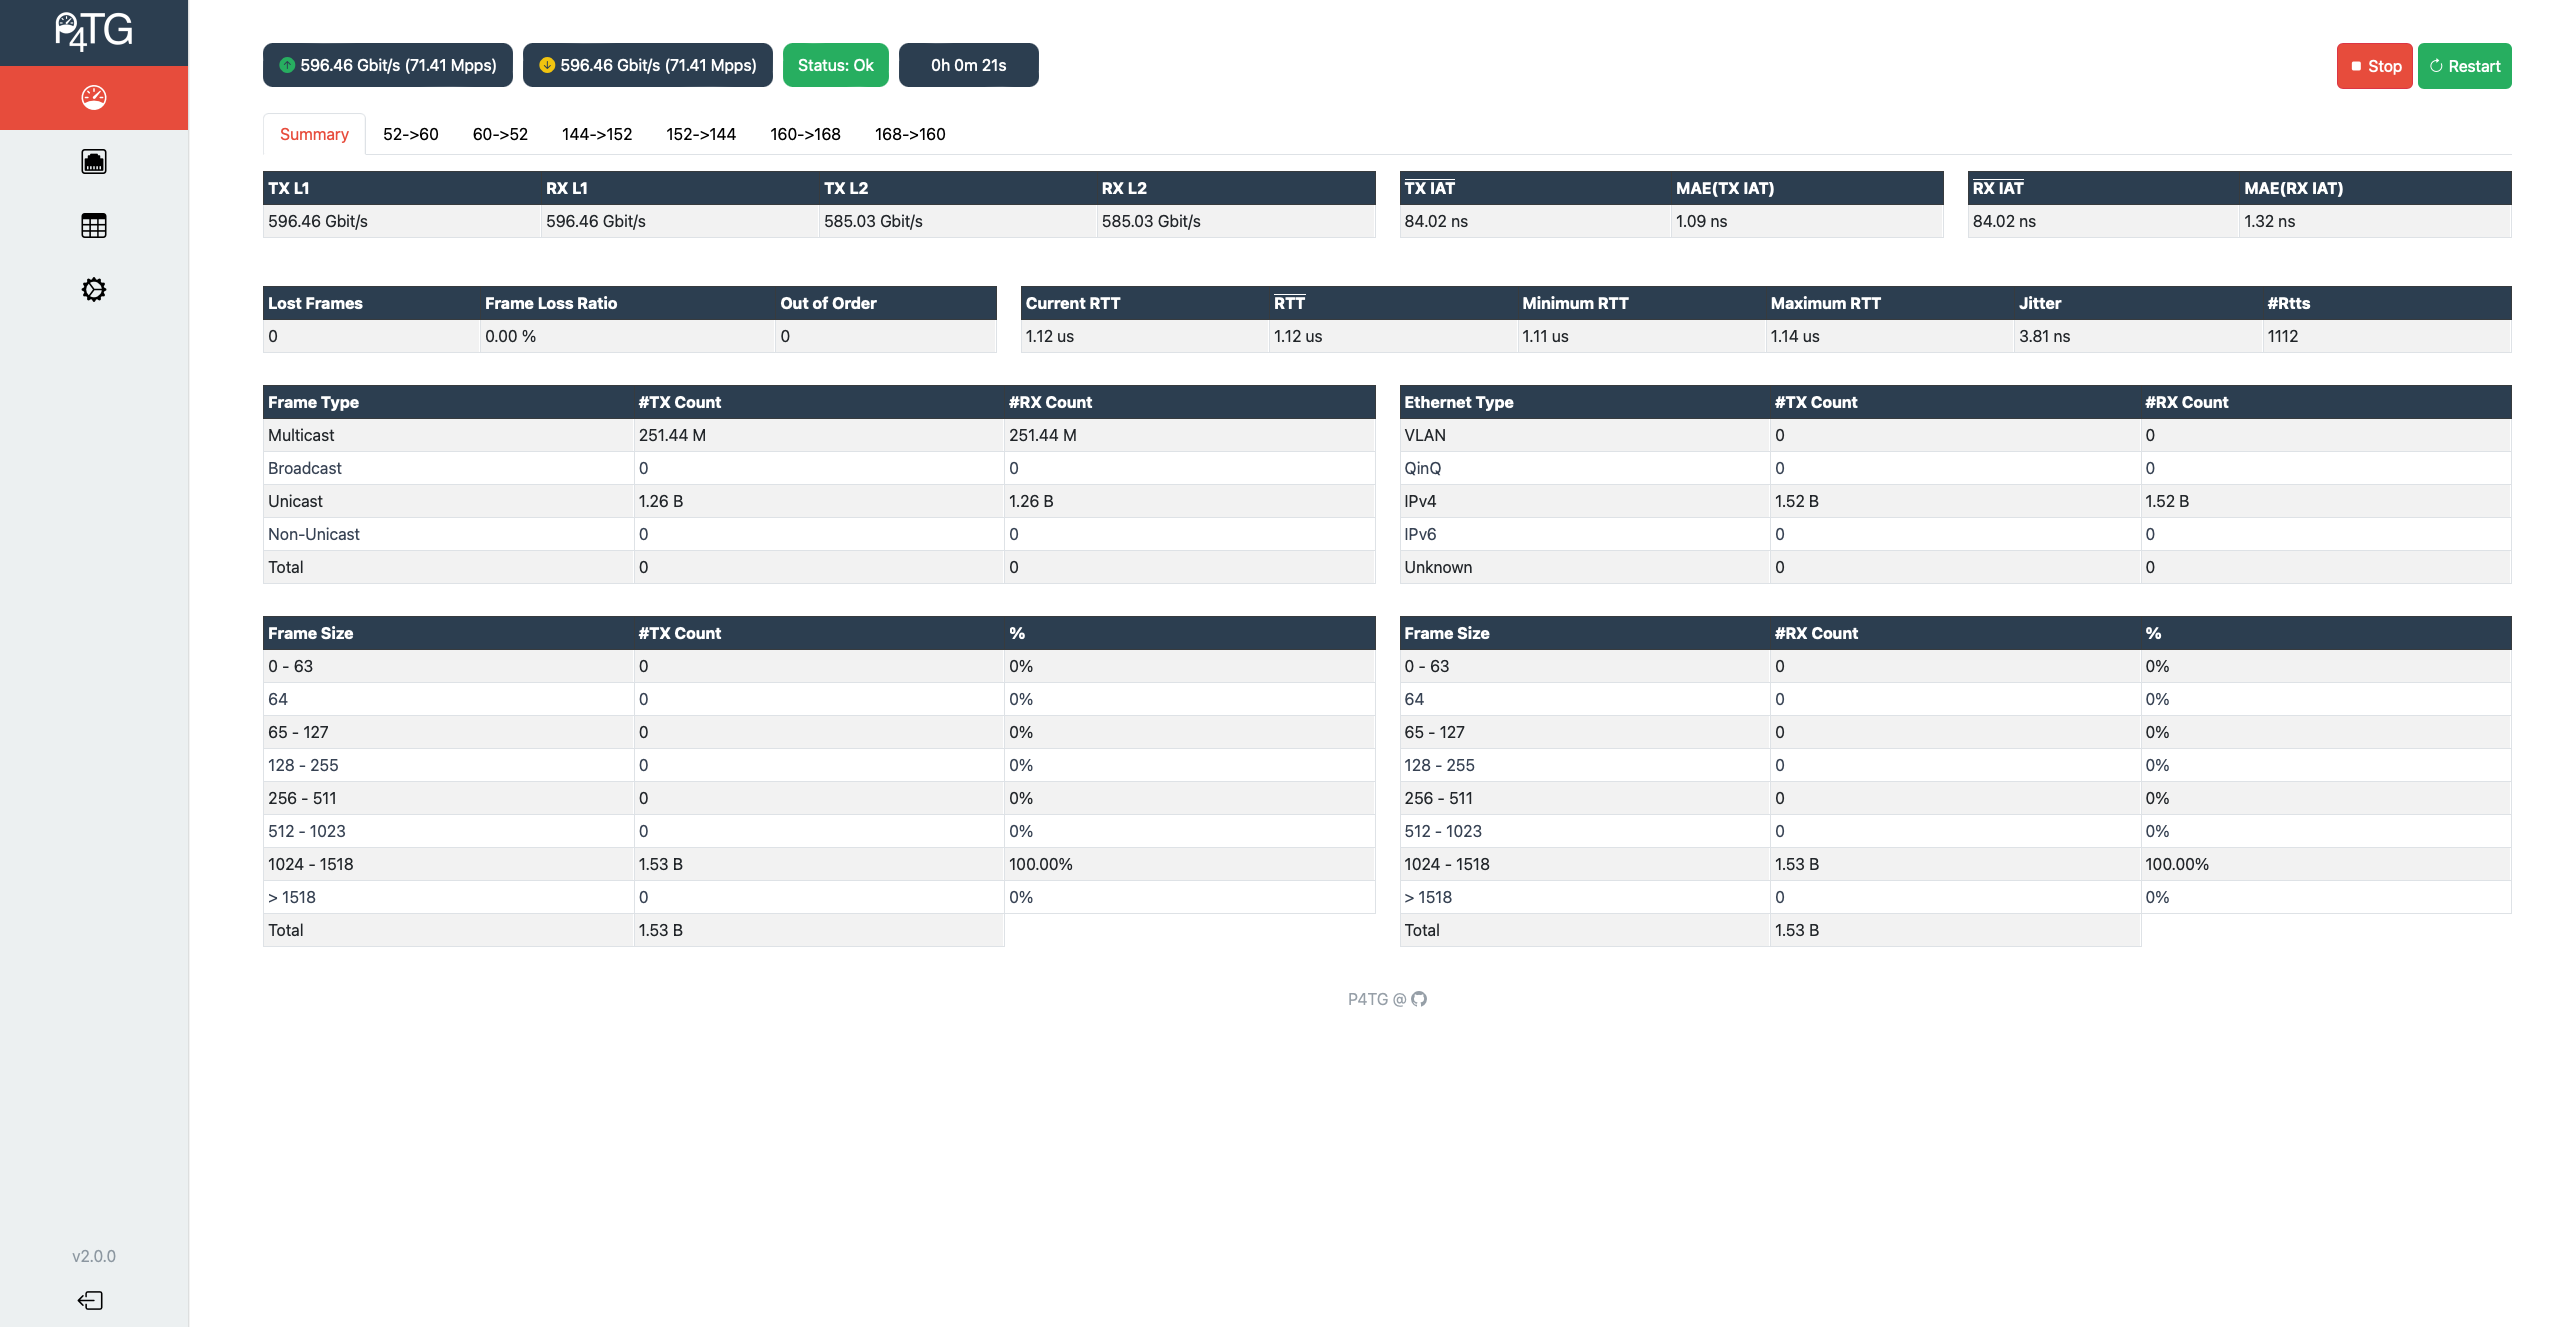 P4TG
596.46 Gbit/s (71.41 Mpps) 596.46 Gbit/s (71.41 Mpps) Status: Ok 0h 0m 21s Stop Restart
Summary 52->60 60->52 144->152 152->144 160->168 168->160
TX L1 RX L1 TX L2 RX L2
596.46 Gbit/s 596.46 Gbit/s 585.03 Gbit/s 585.03 Gbit/s
TX IAT MAE(TX IAT)
84.02 ns 1.09 ns
RX IAT MAE(RX IAT)
84.02 ns 1.32 ns
Lost Frames Frame Loss Ratio Out of Order
0 0.00 % 0
Current RTT RTT Minimum RTT Maximum RTT Jitter #Rtts
1.12 us 1.12 us 1.11 us 1.14 us 3.81 ns 1112
Frame Type #TX Count #RX Count
Multicast 251.44 M 251.44 M
Broadcast 0 0
Unicast 1.26 B 1.26 B
Non-Unicast 0 0
Total 0 0
Ethernet Type #TX Count #RX Count
VLAN 0 0
QinQ 0 0
IPv4 1.52 B 1.52 B
IPv6 0 0
Unknown 0 0
Frame Size #TX Count %
0 - 63 0 0%
64 0 0%
65 - 127 0 0%
128 - 255 0 0%
256 - 511 0 0%
512 - 1023 0 0%
1024 - 1518 1.53 B 100.00%
> 1518 0 0%
Total 1.53 B
Frame Size #RX Count %
0 - 63 0 0%
64 0 0%
65 - 127 0 0%
128 - 255 0 0%
256 - 511 0 0%
512 - 1023 0 0%
1024 - 1518 1.53 B 100.00%
> 1518 0 0%
Total 1.53 B
P4TG @
v2.0.0